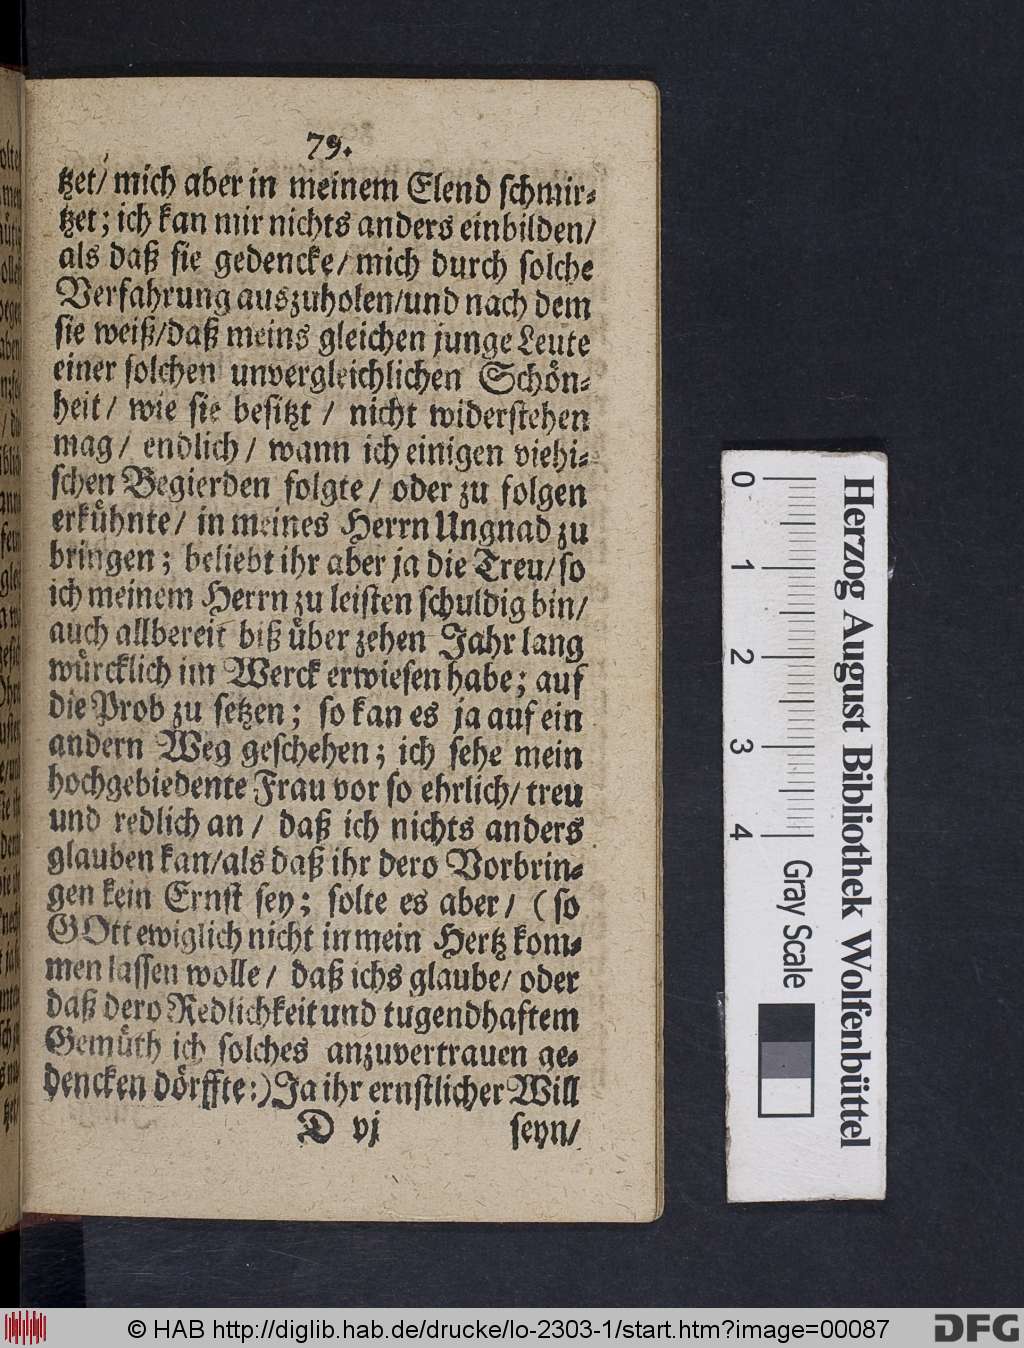 79.
tzet/ mich aber in meinem Elend schmir⸗
tzet; ich kan mir nichts anders einbilden/
als daß sie gedencke/ mich durch solche
Verfahrung auszuholen/und nach dem
sie weiß/daß meins gleichen junge Leute
einer solchen unvergleichlichen Schön⸗
heit/ wie sie besitzt / nicht widerstehen
mag/ endlich/ wann ich einigen viehi⸗
schen Begierden folgte/ oder zu folgen
erkühnte/ in meines Herrn Ungnad zu
bringen; beliebt ihr aber ja die Treu/ so
ich meinem Herrn zu leisten schuldig bin/
auch allbereit biß über zehen Jahr lang
würcklich im Werck erwiesen habe; auf
die Prob zu setzen; so kan es ja auf ein
andern Weg geschehen; ich sehe mein
hochgebiedente Frau vor so ehrlich/ treu
und redlich an / daß ich nichts anders
glauben kan/als daß ihr dero Vorbrin⸗
gen kein Ernst sey; solte es aber/ (so
GOtt ewiglich nicht in mein Hertz kom⸗
men lassen wolle/ daß ichs glaube/ oder
daß dero Redlichkeit und tugendhaftem
Gemüth ich solches anzuvertrauen ge⸗
dencken dörffte:) Ja ihr ernstlicher Will
D vj seyn/
0 1 2 3 4
Gray Scale
Herzog August Bibliothek Wolfenbüttel
© HAB http://diglib.hab.de/drucke/lo-2303-1/start.htm?image=00087
DFG